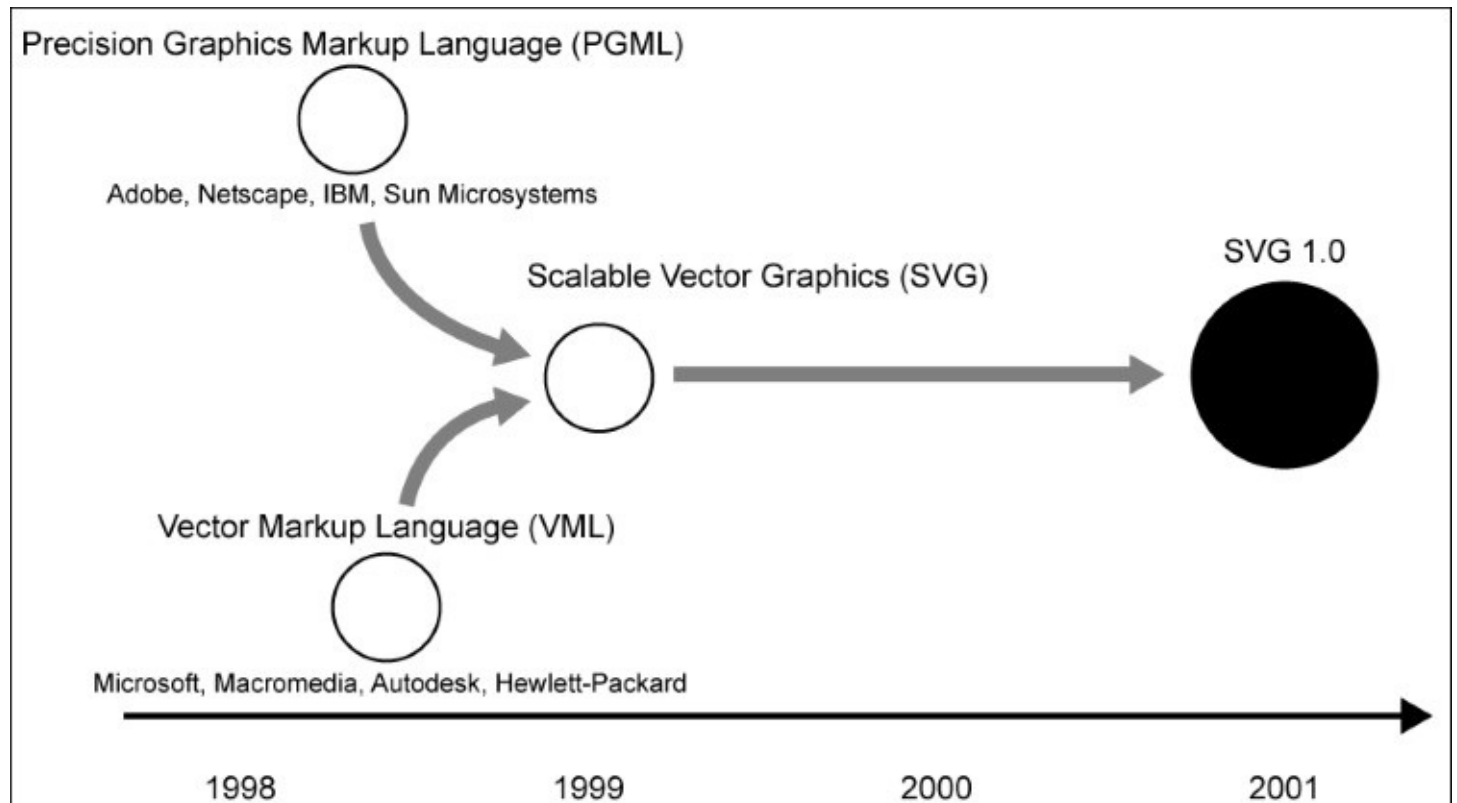 Precision Graphics Markup Language (PGML)
Adobe, Netscape, IBM, Sun Microsystems
Scalable Vector Graphics (SVG)
SVG 1.0
Vector Markup Language (VML)
Microsoft, Macromedia, Autodesk, Hewlett-Packard
1998 1999 2000 2001